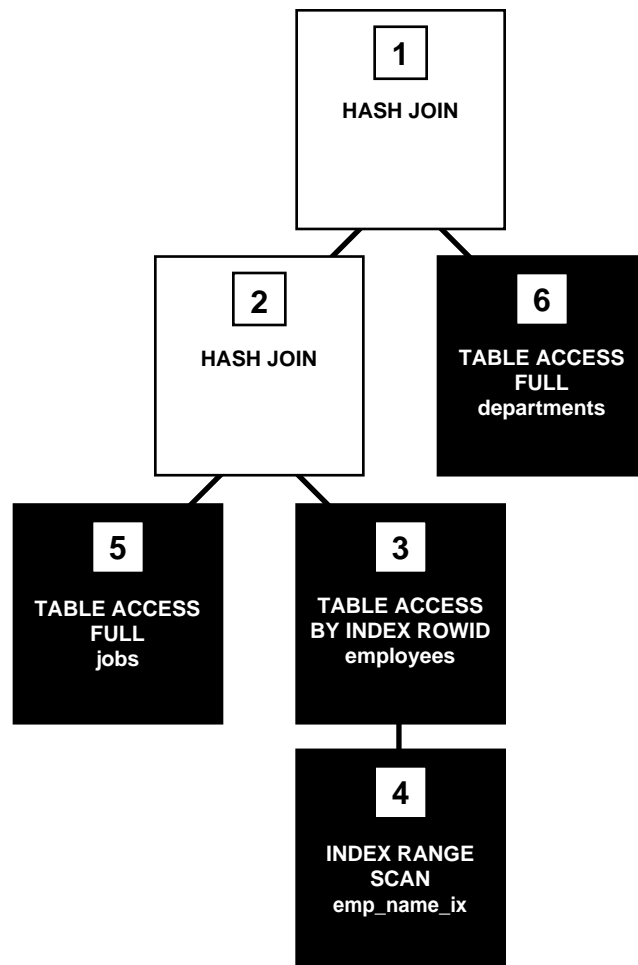 1
HASH JOIN
2
HASH JOIN
6
TABLE ACCESS
FULL
departments
5
TABLE ACCESS
FULL
jobs
3
TABLE ACCESS
BY INDEX ROWID
employees
4
INDEX RANGE
SCAN
emp_name_ix